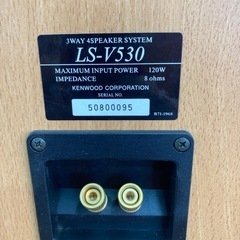 3WAY 4SPEAKER SYSTEM
LS-V530
MAXIMUM INPUT POWER 120W
IMPEDANCE 8 ohms
KENWOOD CORPORATION
SERIAL NO.
50800095